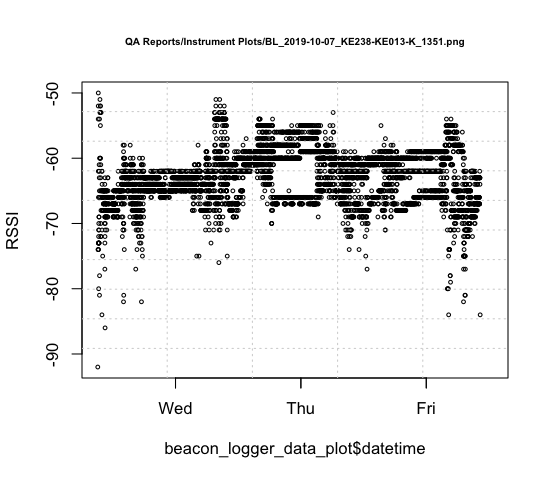 QA Reports/Instrument Plots/BL_2019-10-07_KE238-KE013-K_1351.png
-50
-60
-70
-80
-90
RSSI
Wed Thu Fri
beacon_logger_data_plot$datetime